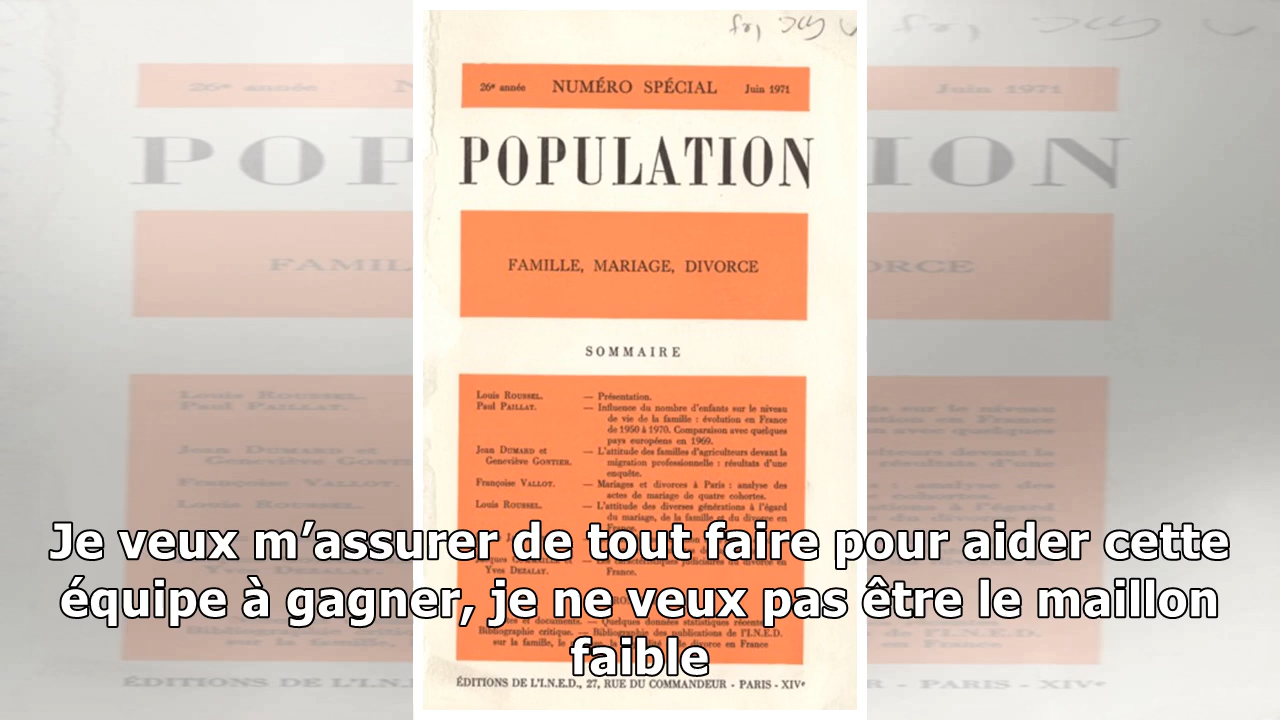 26e année NUMÉRO SPÉCIAL Juin 1971
POPULATION
FAMILLE, MARIAGE, DIVORCE
SOMMAIRE
Louis ROUSSEL. — Présentation.
Paul PAILLAT. — Influence du nombre d'enfants sur le niveau
de vie de la famille : évolution en France
de 1950 à 1970. Comparaison avec quelques
pays européens en 1969.
Jean DUMARD et — L'attitude des familles d'agriculteurs devant la
Geneviève GONTIER. migration professionnelle : résultats d'une
enquête.
Françoise VALLOT. — Mariages et divorces à Paris : analyse des
actes de mariage de quatre cohortes.
Louis ROUSSEL. — L'attitude des diverses générations à l'égard
du mariage, de la famille et du divorce en
France.
Je veux m’assurer de tout faire pour aider cette
Yves DEZALAY. France.
équipe à gagner, je ne veux pas être le maillon
Bibliographie critique. — Bibliographie des publications de l'I.N.E.D.
sur la famille, divorce en France
faible
ÉDITIONS DE L'I.N.E.D., 27, RUE DU COMMANDEUR - PARIS - XIVe